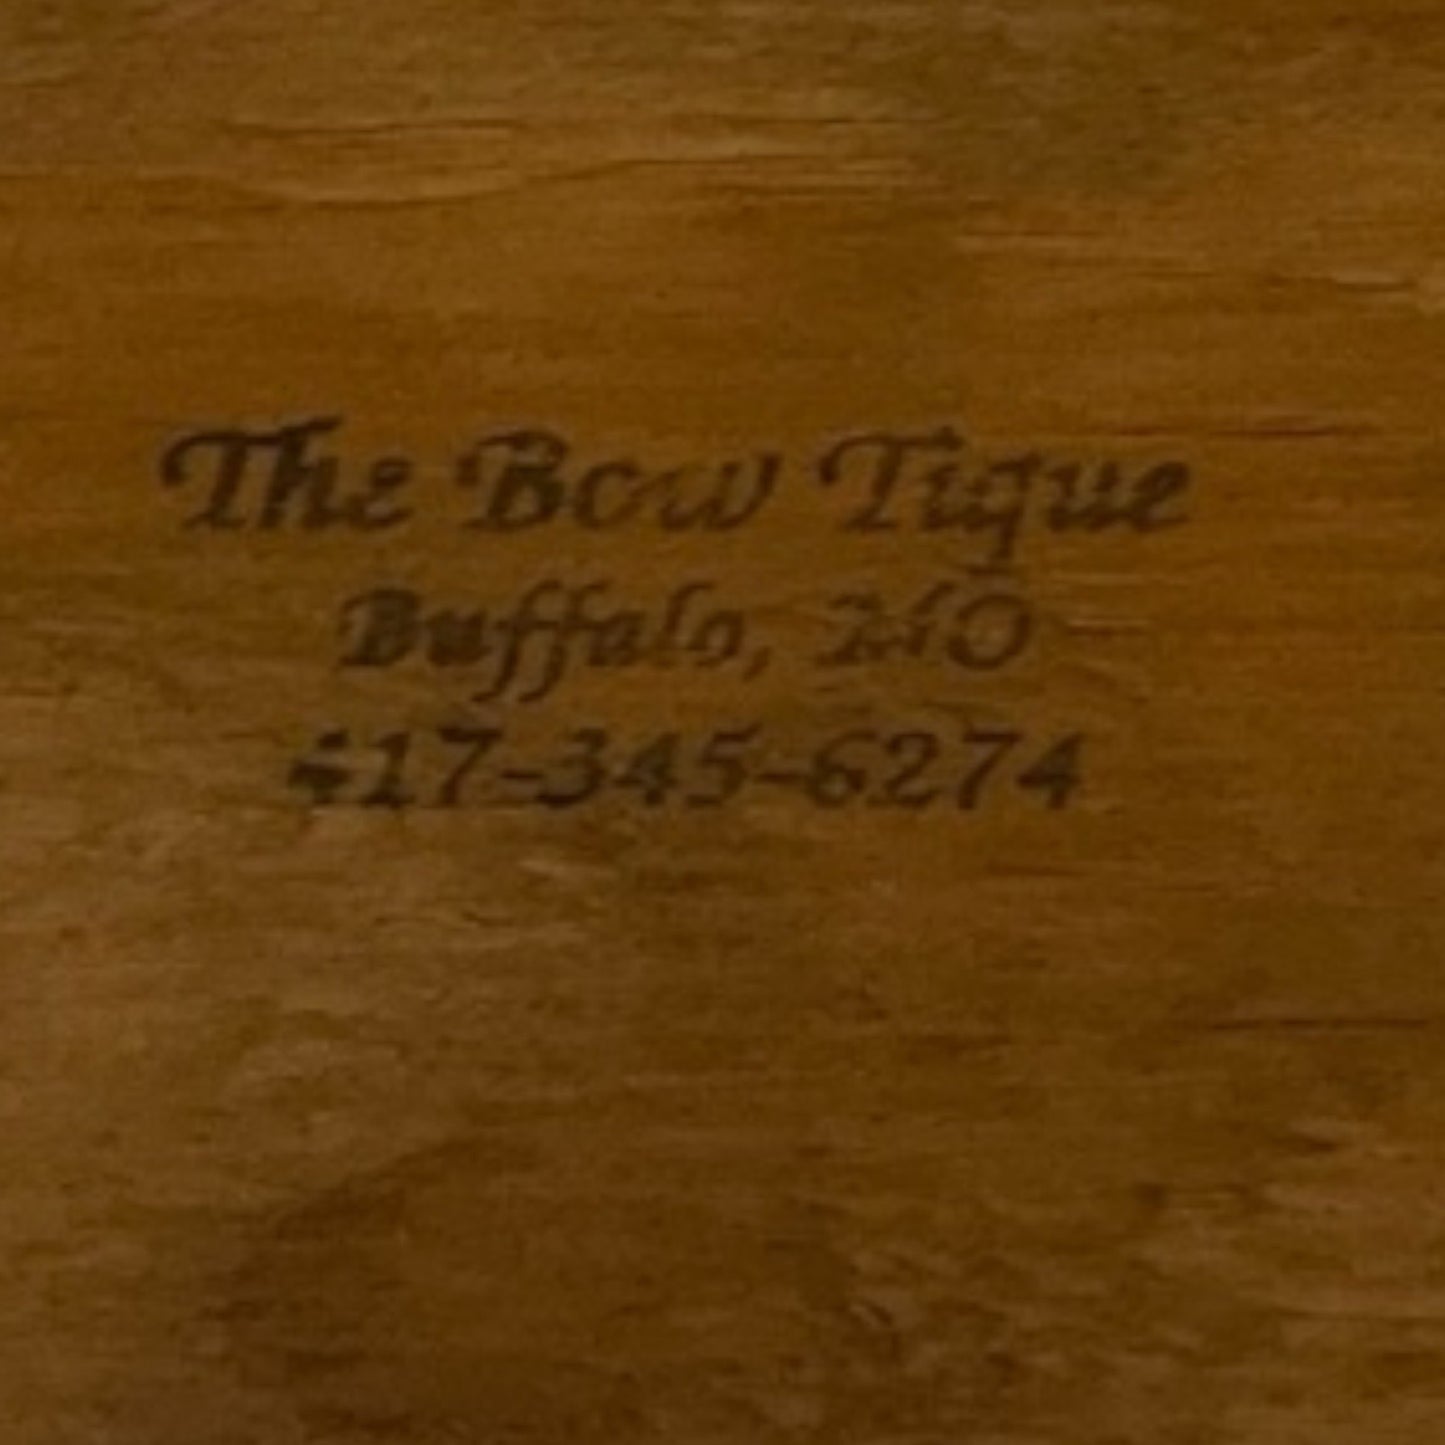 The Bow Tique
Buffalo, MO
417-345-6274